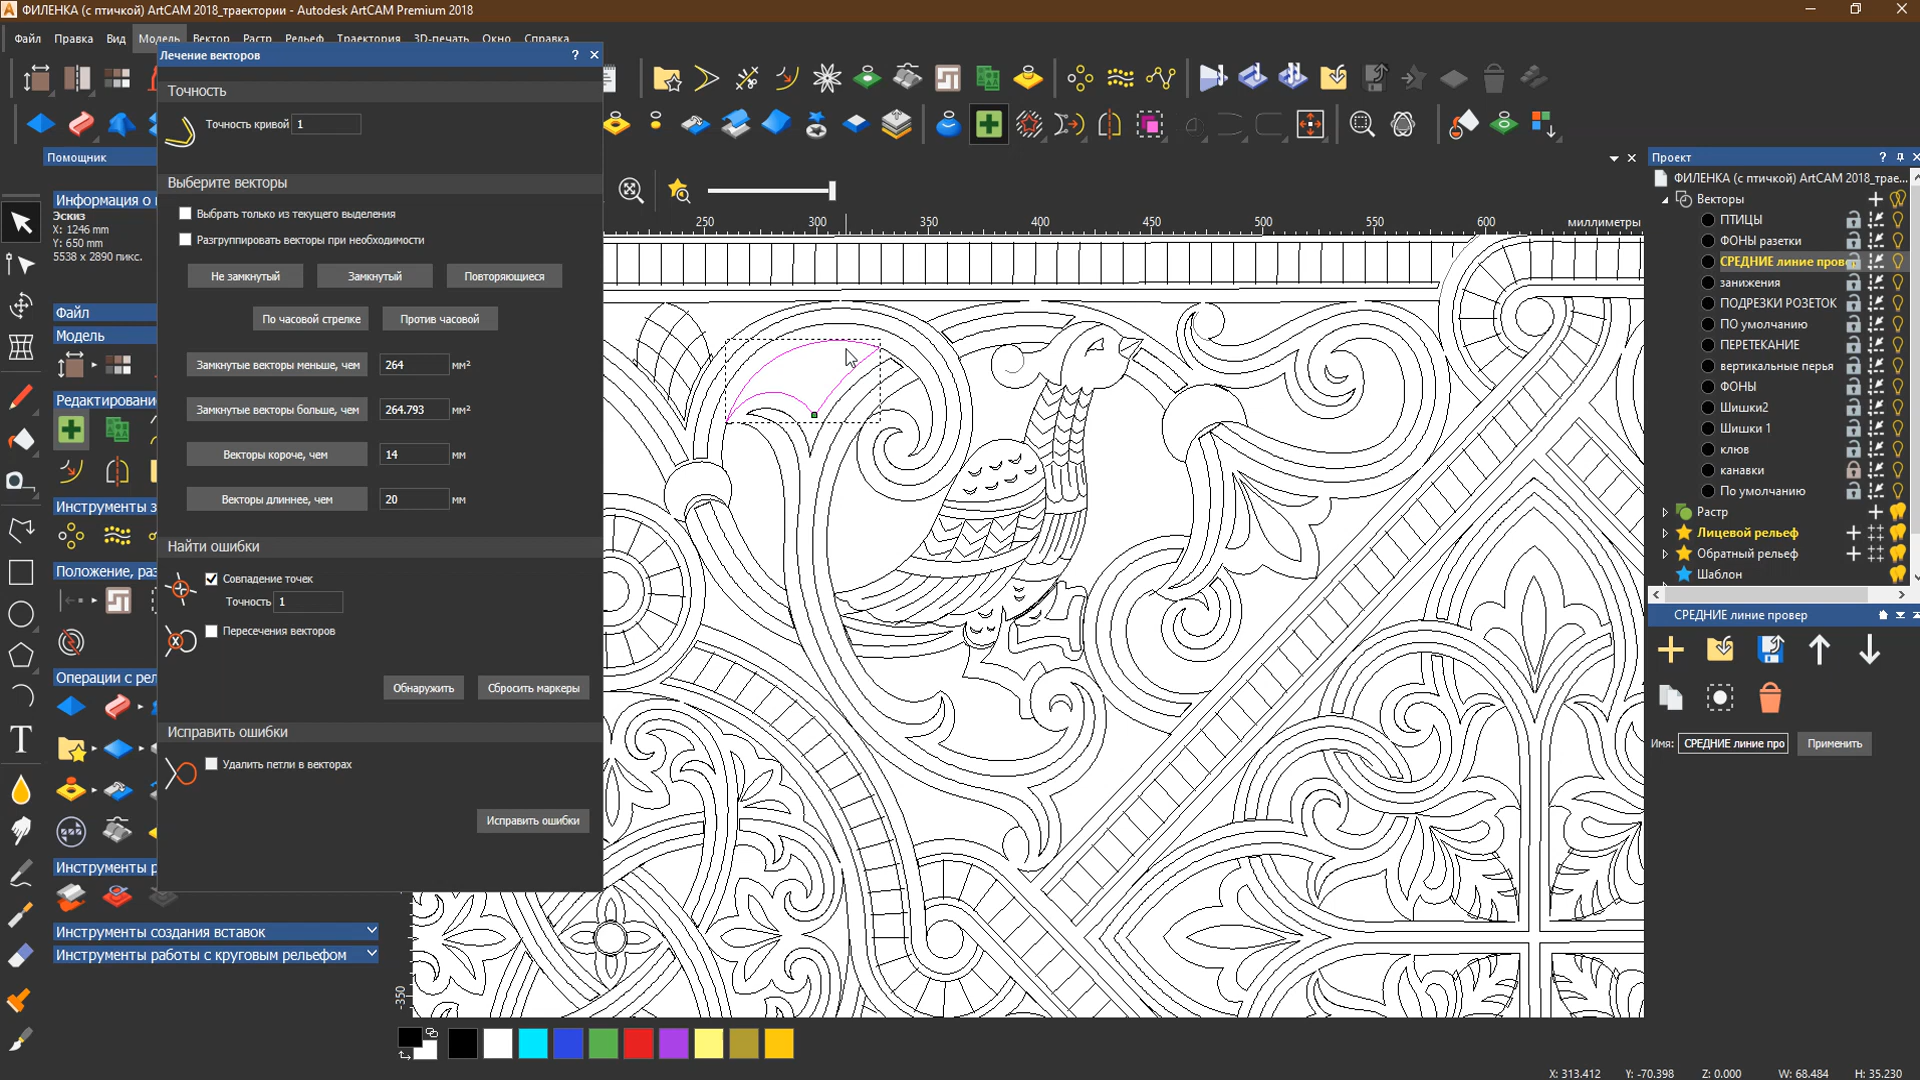 ФИЛЕНКА (с птичкой) ArtCAM 2018_траектории - Autodesk ArtCAM Premium 2018
Файл Правка Вид Модель Вектор Растр Рельеф Траектория 3D-печать Окно Справка
Лечение векторов
Точность
Точность кривой 1
Выберите векторы
Выбрать только из текущего выделения
Разгруппировать векторы при необходимости
Не замкнутый Замкнутый Повторяющиеся
По часовой стрелке Против часовой
Замкнутые векторы меньше, чем 264 мм²
Замкнутые векторы больше, чем 264.793 мм²
Векторы короче, чем 14 мм
Векторы длиннее, чем 20 мм
Найти ошибки
Совпадение точек
Точность 1
Пересечения векторов
Обнаружить Сбросить маркеры
Исправить ошибки
Удалить петли в векторах
Исправить ошибки
Помощник
Информация о
Эскиз
X: 1246 mm
Y: 650 mm
5538 x 2890 пикс.
Файл
Модель
Редактировани
Инструменты з
Положение, ра
Операции с ре
Инструменты р
Инструменты создания вставок
Инструменты работы с круговым рельефом
250 300 350 400 450 500 550 600 миллиметры
-350
Проект
ФИЛЕНКА (с птичкой) ArtCAM 2018_трае...
Векторы
ПТИЦЫ
ФОНЫ разетки
СРЕДНИЕ линие провер
занижения
ПОДРЕЗКИ РОЗЕТОК
ПО умолчанию
ПЕРЕТЕКАНИЕ
вертикальные перья
ФОНЫ
Шишки2
Шишки 1
клюв
канавки
По умолчанию
Растр
Лицевой рельеф
Обратный рельеф
Шаблон
СРЕДНИЕ линие провер
Имя: СРЕДНИЕ линие про Применить
X: 313.412 Y: -70.398 Z: 0.000 W: 68.484 H: 35.230